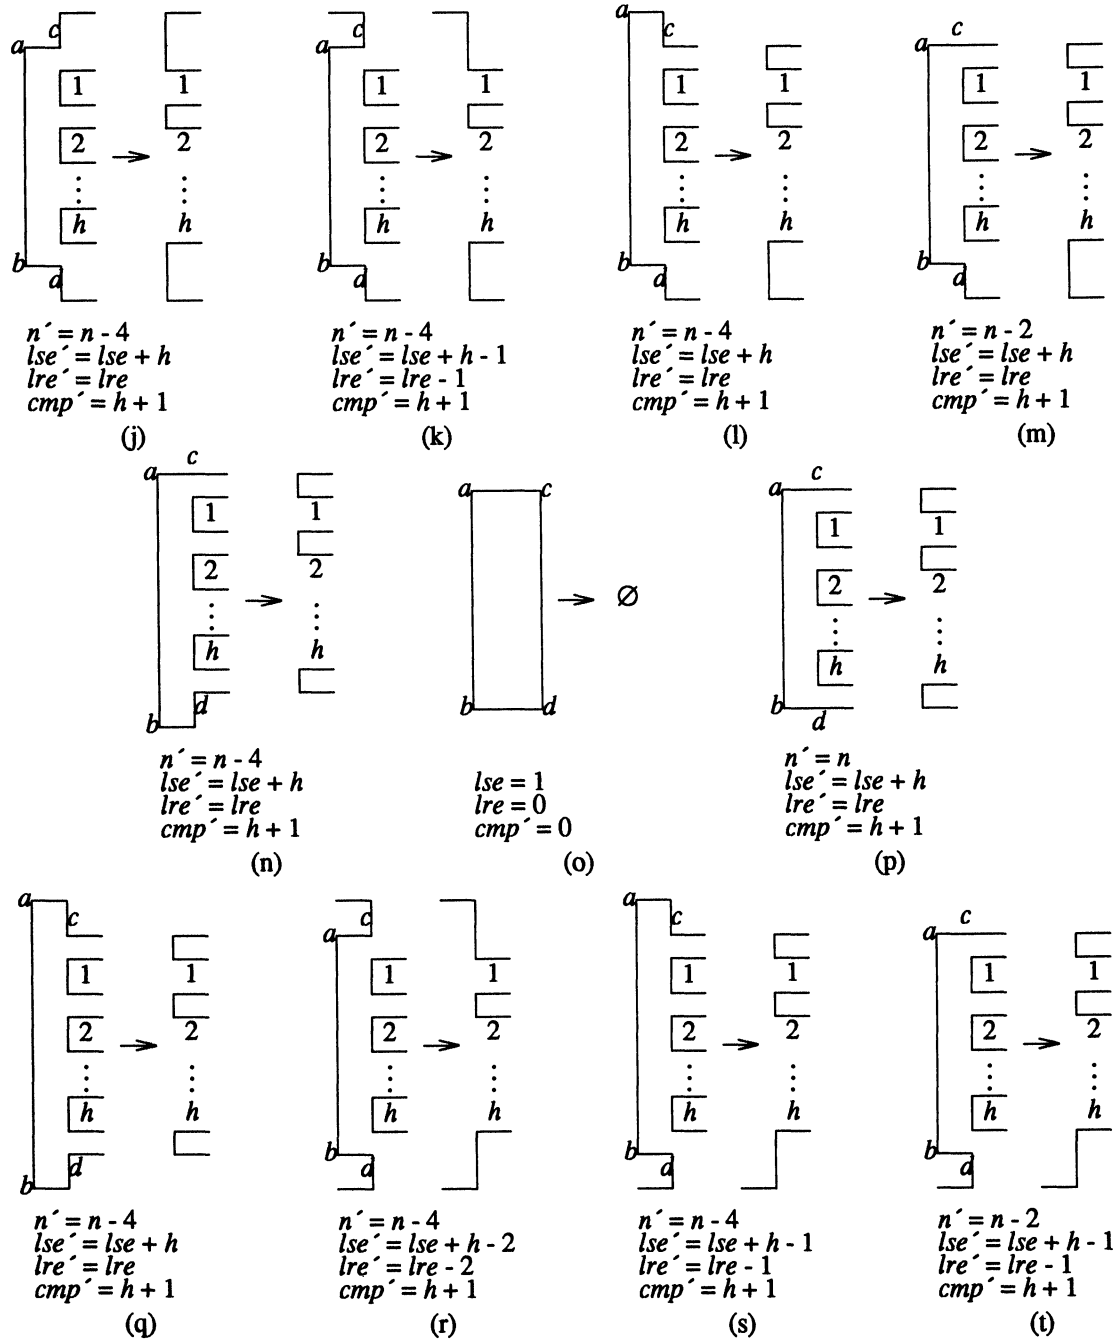 a c 1 2 ⋮ h b d → 1 2 ⋮ h
n´ = n - 4
lse´ = lse + h
lre´ = lre
cmp´ = h + 1
(j)
a c 1 2 ⋮ h b d → 1 2 ⋮ h
n´ = n - 4
lse´ = lse + h - 1
lre´ = lre - 1
cmp´ = h + 1
(k)
a c 1 2 ⋮ h b d → 1 2 ⋮ h
n´ = n - 4
lse´ = lse + h
lre´ = lre
cmp´ = h + 1
(l)
a c 1 2 ⋮ h b d → 1 2 ⋮ h
n´ = n - 2
lse´ = lse + h
lre´ = lre
cmp´ = h + 1
(m)
a c 1 2 ⋮ h b d → 1 2 ⋮ h
n´ = n - 4
lse´ = lse + h
lre´ = lre
cmp´ = h + 1
(n)
a c b d → ∅
lse = 1
lre = 0
cmp´ = 0
(o)
a c 1 2 ⋮ h b d → 1 2 ⋮ h
n´ = n
lse´ = lse + h
lre´ = lre
cmp´ = h + 1
(p)
a c 1 2 ⋮ h b d → 1 2 ⋮ h
n´ = n - 4
lse´ = lse + h
lre´ = lre
cmp´ = h + 1
(q)
a c 1 2 ⋮ h b d → 1 2 ⋮ h
n´ = n - 4
lse´ = lse + h - 2
lre´ = lre - 2
cmp´ = h + 1
(r)
a c 1 2 ⋮ h b d → 1 2 ⋮ h
n´ = n - 4
lse´ = lse + h - 1
lre´ = lre - 1
cmp´ = h + 1
(s)
a c 1 2 ⋮ h b d → 1 2 ⋮ h
n´ = n - 2
lse´ = lse + h - 1
lre´ = lre - 1
cmp´ = h + 1
(t)